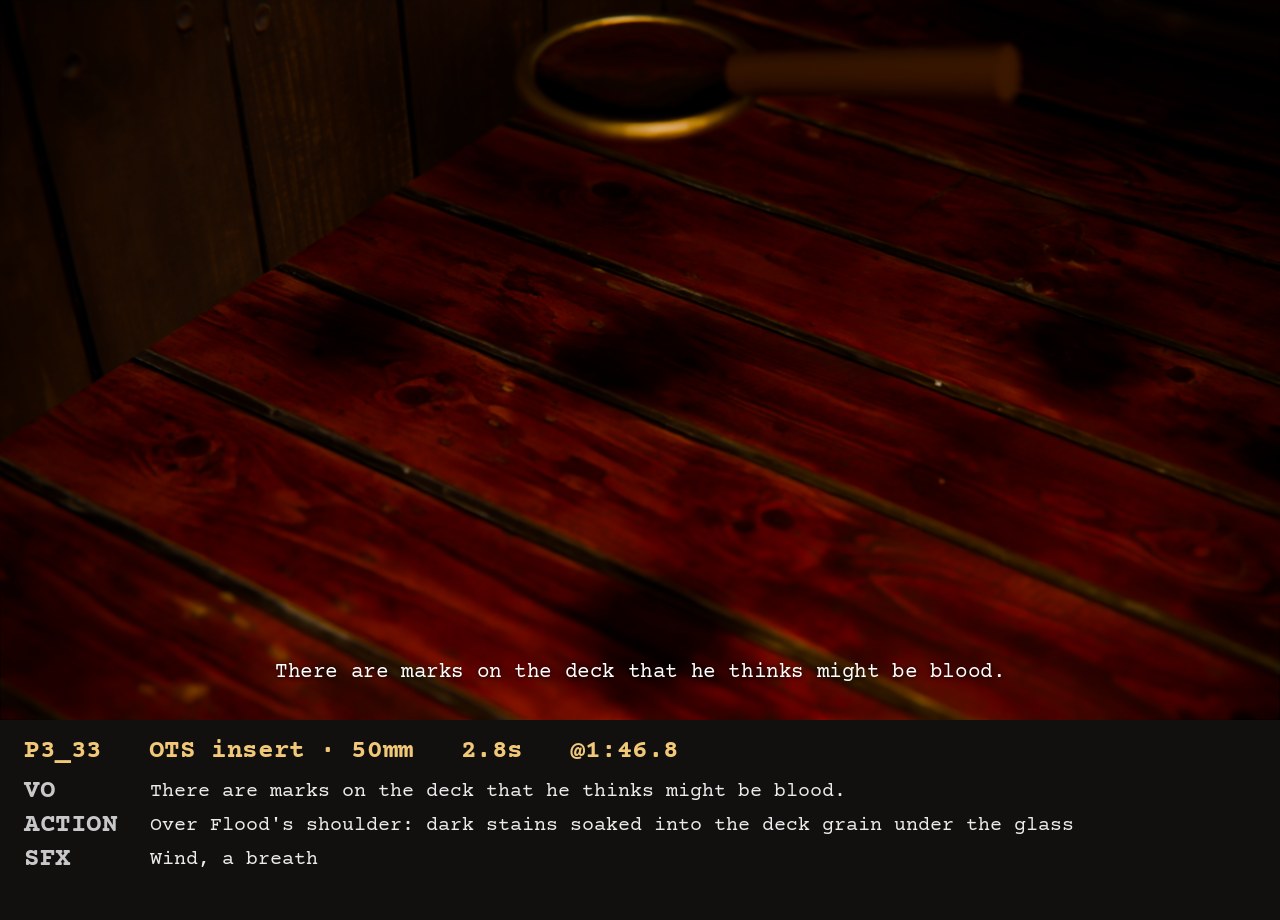 There are marks on the deck that he thinks might be blood.
P3_33 OTS insert · 50mm 2.8s @1:46.8
VO There are marks on the deck that he thinks might be blood.
ACTION Over Flood's shoulder: dark stains soaked into the deck grain under the glass
SFX Wind, a breath